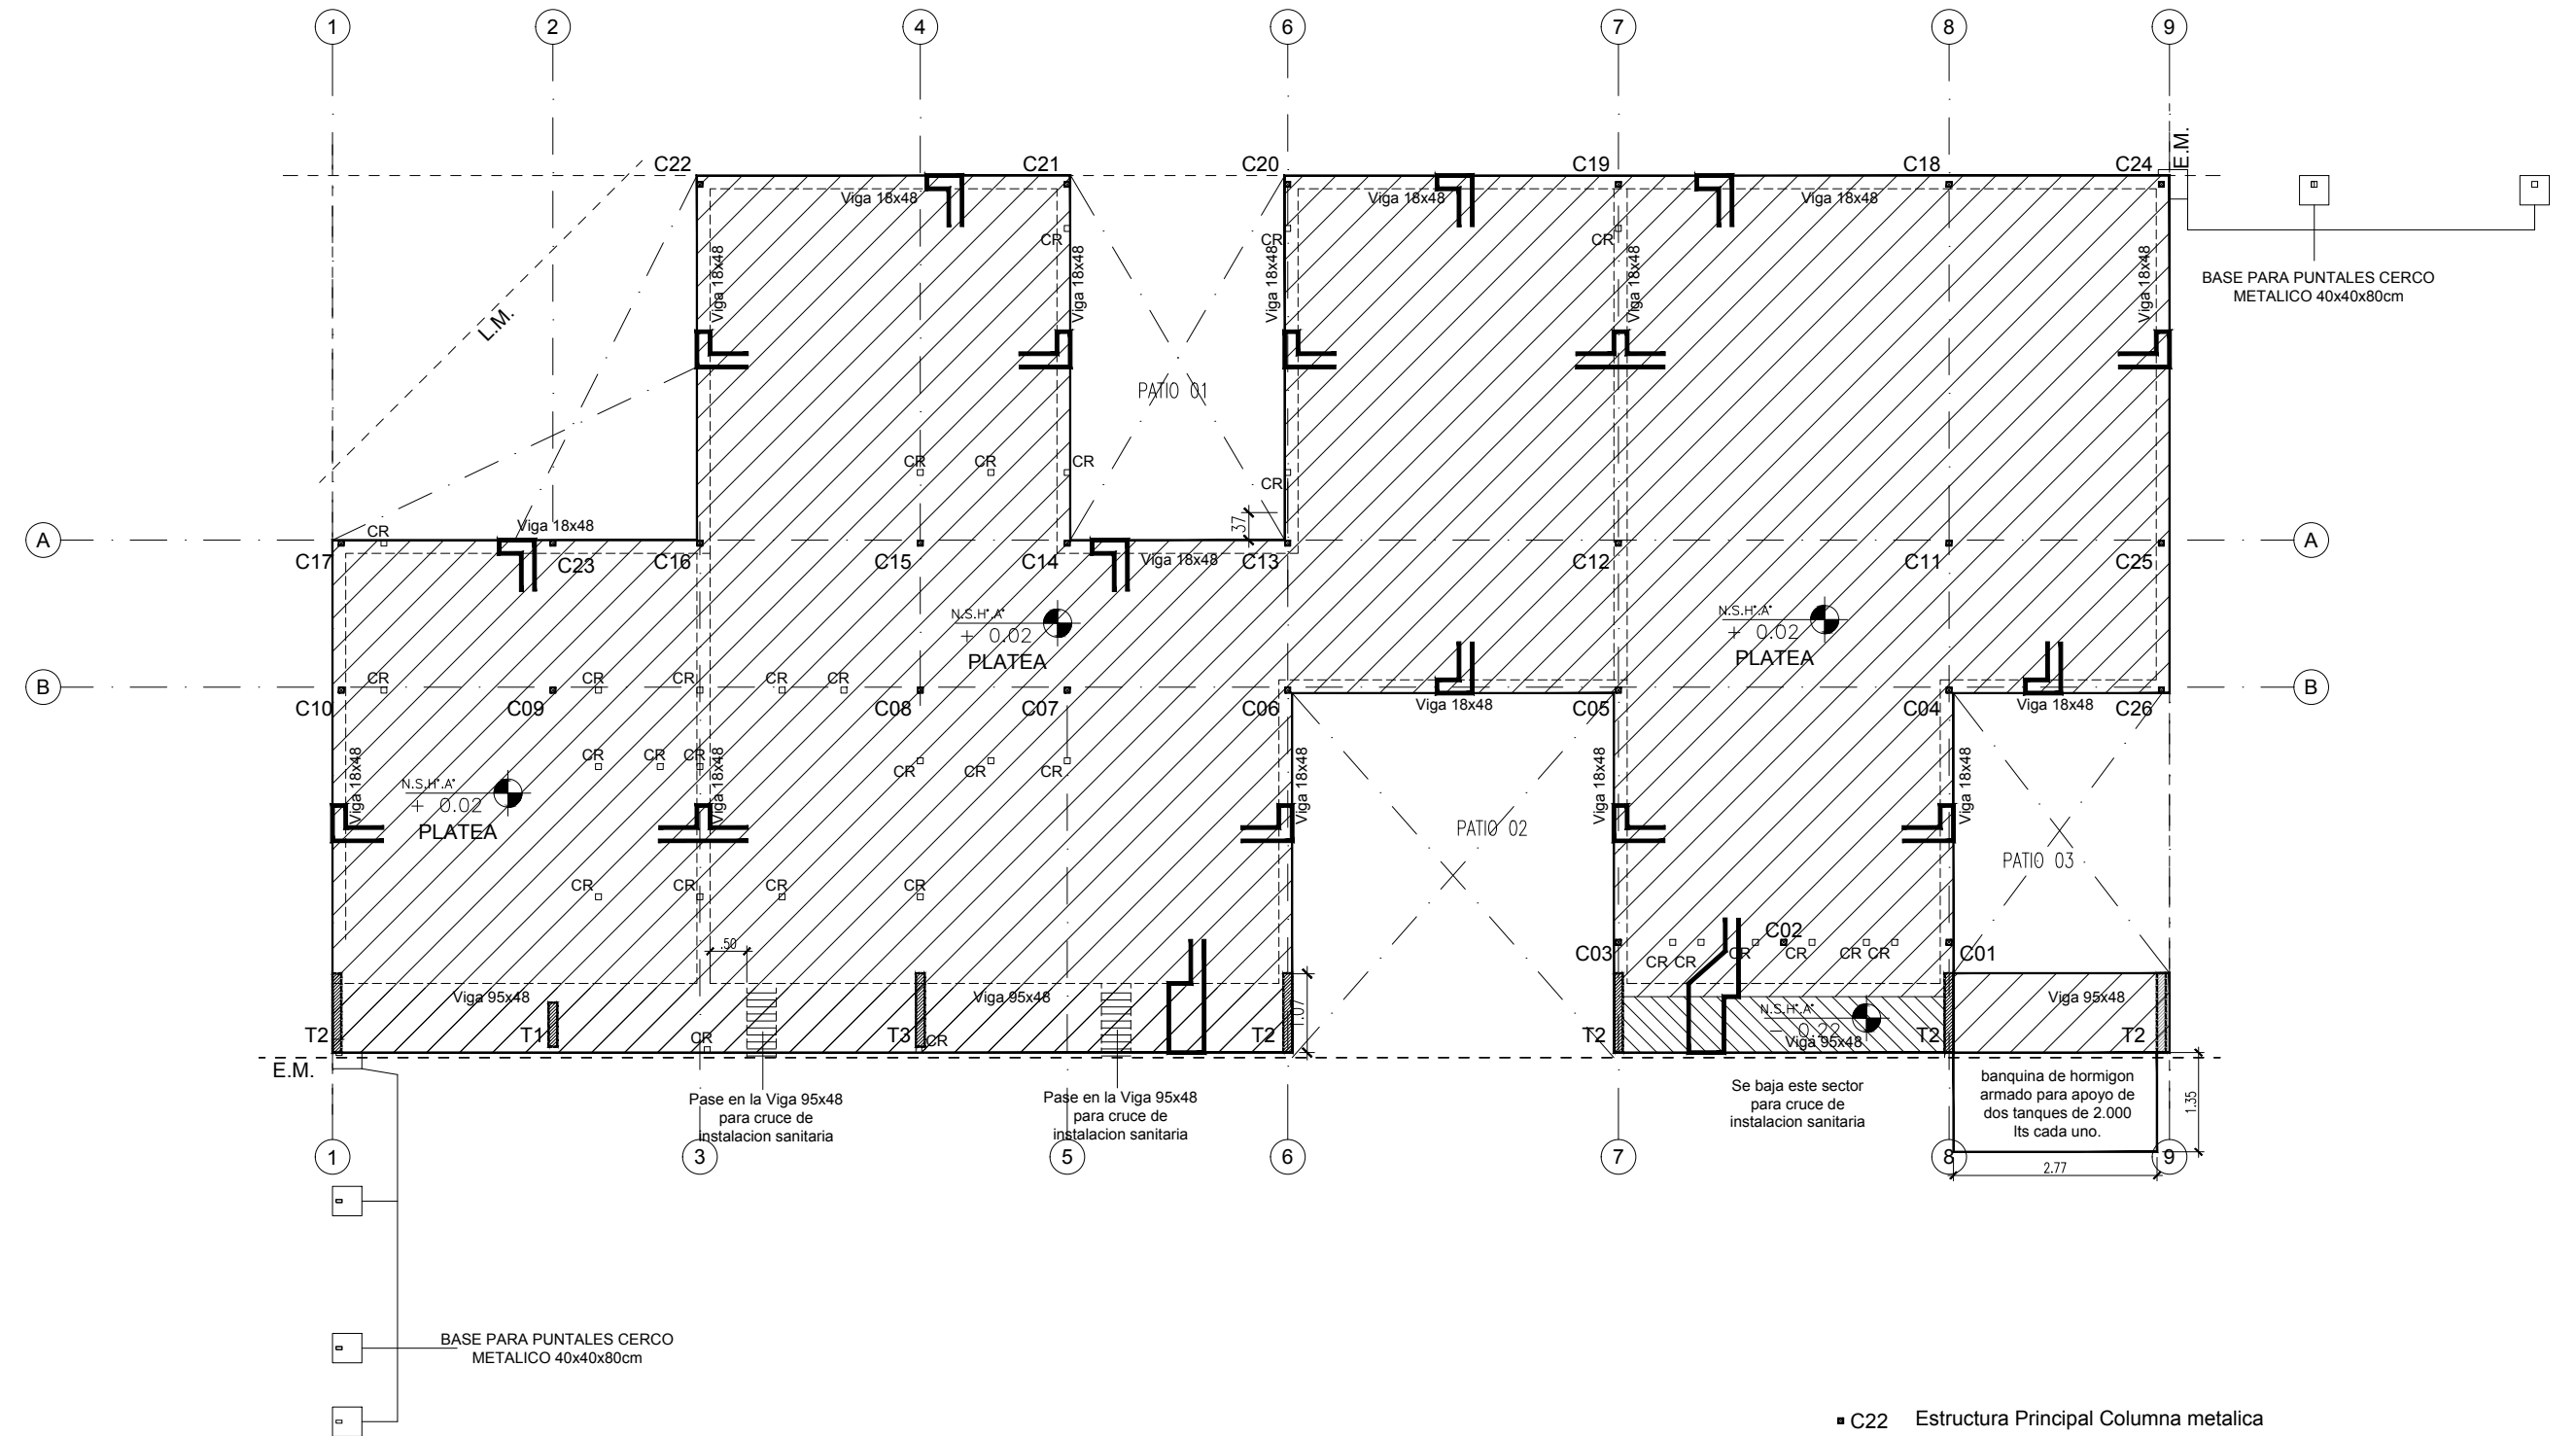 1 2 4 6 7 8 9
C22 C21 C20 C19 C18 C24 E.M.
Viga 18x48 Viga 18x48 Viga 18x48
CR CR CR
Viga 18x48 Viga 18x48 Viga 18x48 Viga 18x48 Viga 18x48
BASE PARA PUNTALES CERCO
METALICO 40x40x80cm
L.M.
PATIO 01
CR CR CR CR
.37
CR Viga 18x48
A A
C17 C23 C16 C15 C14 Viga 18x48 C13 C12 C11 C25
N.S.Hº.Aº N.S.Hº.Aº
+ 0.02 + 0.02
PLATEA PLATEA
CR CR CR CR CR
B B
C10 C09 C08 C07 C06 Viga 18x48 C05 C04 Viga 18x48 C26
CR CR CR CR CR CR
Viga 18x48 Viga 18x48 Viga 18x48 Viga 18x48 Viga 18x48
N.S.Hº.Aº
+ 0.02
PLATEA
PATIO 02
PATIO 03
CR CR CR CR
.50
C03 C02 C01
CR CR CR CR CR CR
Viga 95x48 Viga 95x48 Viga 95x48
1.07
N.S.Hº.Aº
- 0.22
Viga 95x48
T2 T1 CR T3 CR T2 T2 T2 T2
E.M.
Pase en la Viga 95x48
para cruce de
instalacion sanitaria
Pase en la Viga 95x48
para cruce de
instalacion sanitaria
Se baja este sector
para cruce de
instalacion sanitaria
banquina de hormigon
armado para apoyo de
dos tanques de 2.000
lts cada uno.
1.35
1 3 5 6 7 8 9
2.77
BASE PARA PUNTALES CERCO
METALICO 40x40x80cm
C22 Estructura Principal Columna metalica